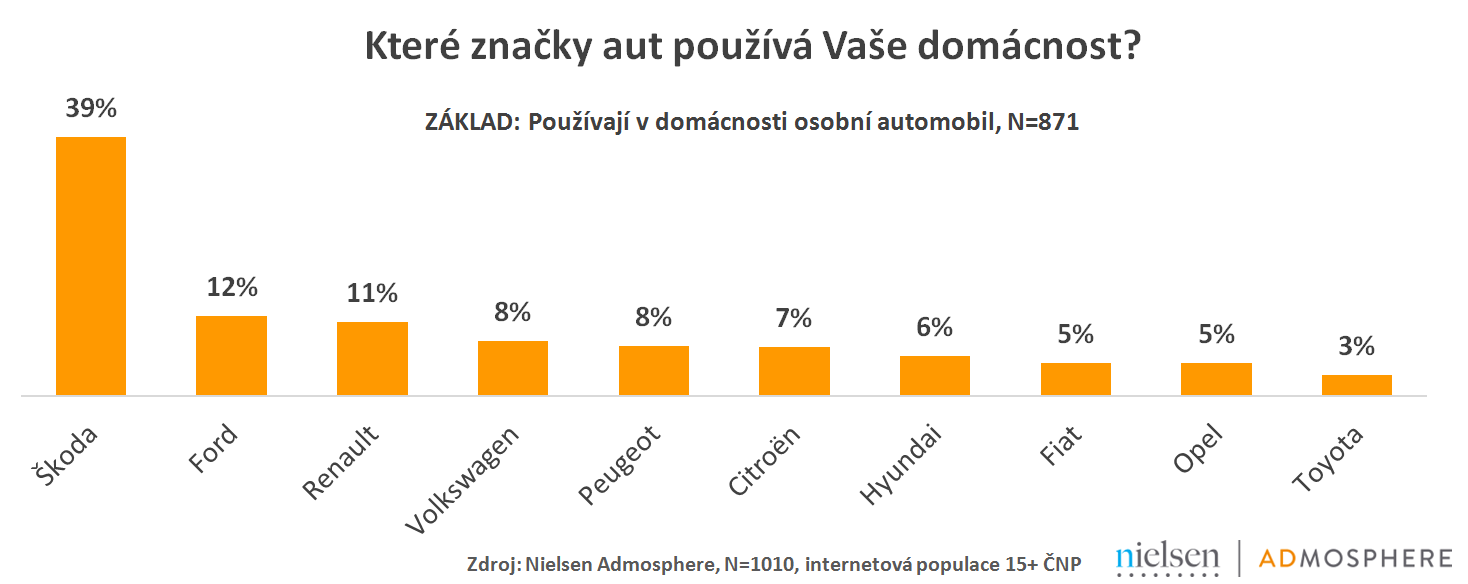 Které značky aut používá Vaše domácnost?
ZÁKLAD: Používají v domácnosti osobní automobil, N=871
39%
12%
11%
8%
8%
7%
6%
5%
5%
3%
Škoda
Ford
Renault
Volkswagen
Peugeot
Citroën
Hyundai
Fiat
Opel
Toyota
Zdroj: Nielsen Admosphere, N=1010, internetová populace 15+ ČNP
nielsen ADMOSPHERE